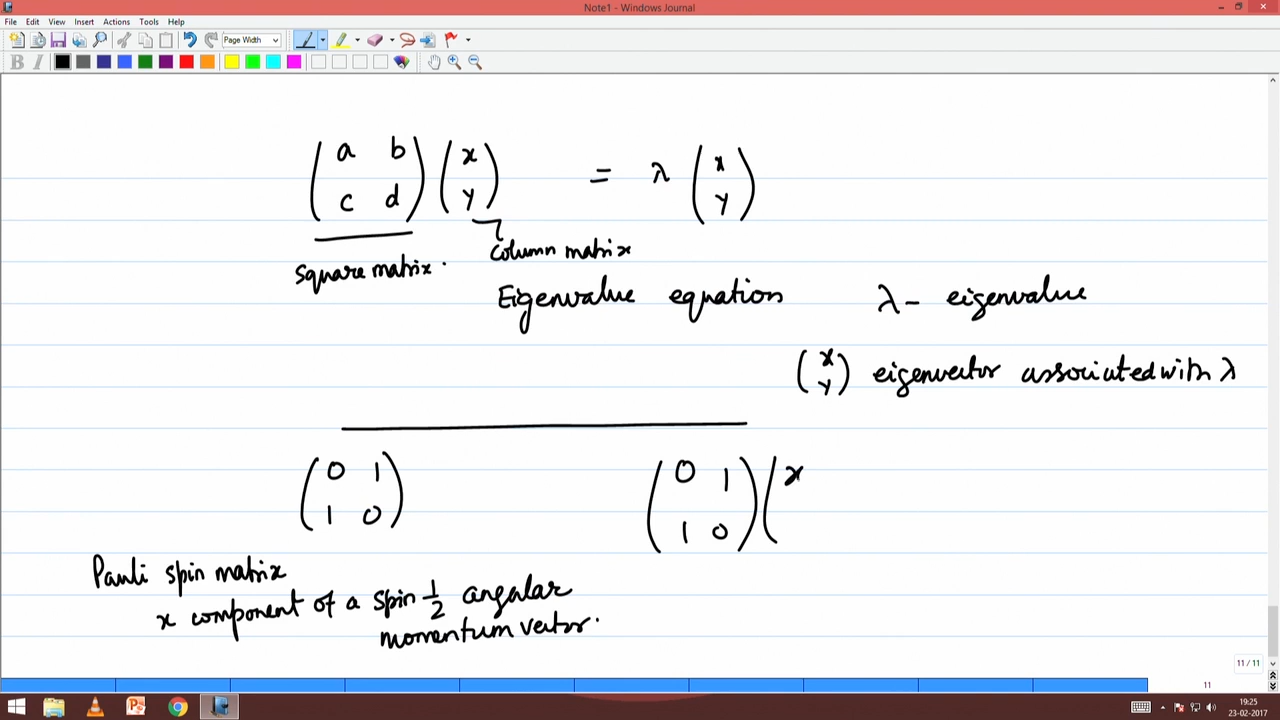 Note1 - Windows Journal
File Edit View Insert Actions Tools Help
Page Width
B I
(a b) (x) = λ (x)
(c d) (y) (y)
Square matrix. Column matrix
Eigenvalue equation λ - eigenvalue
(x y) eigenvector associated with λ
(0 1) (0 1) (x
(1 0) (1 0) (
Pauli spin matrix
x component of a spin 1/2 angular
momentum vector.
11 / 11
11
19:25
23-02-2017